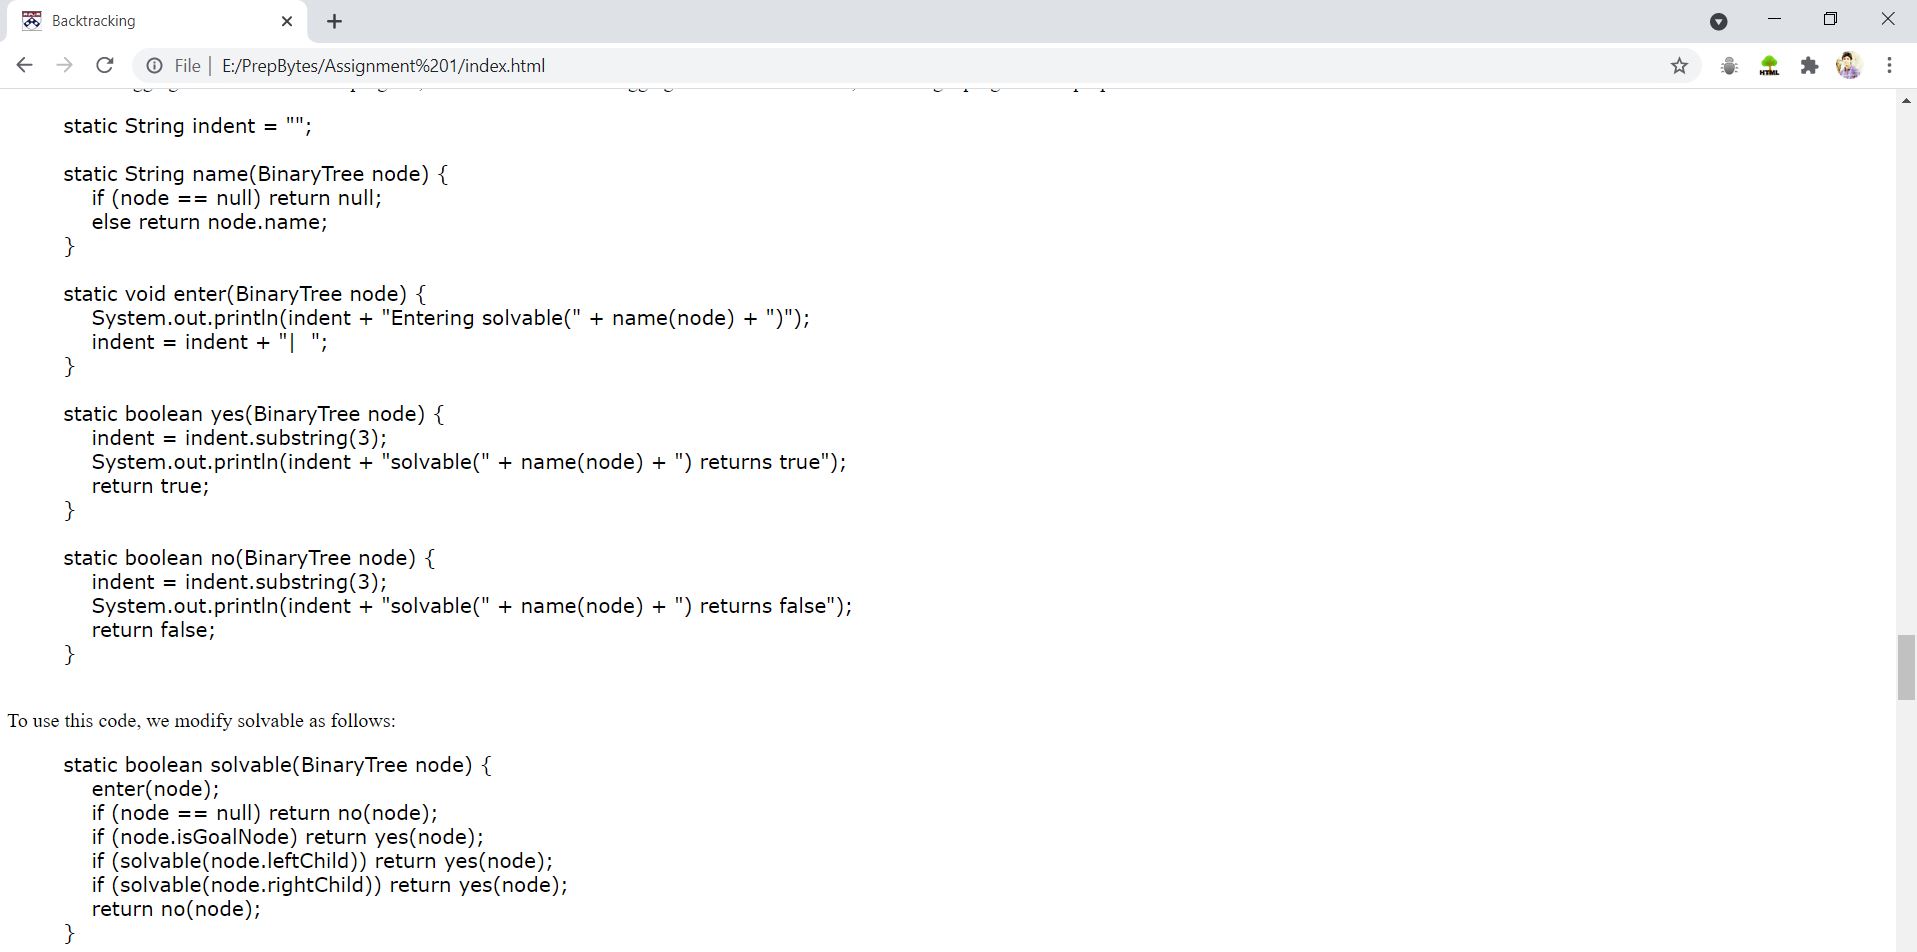 Backtracking
File | E:/PrepBytes/Assignment%201/index.html
HTML
static String indent = "";
static String name(BinaryTree node) {
if (node == null) return null;
else return node.name;
}
static void enter(BinaryTree node) {
System.out.println(indent + "Entering solvable(" + name(node) + ")");
indent = indent + "|  ";
}
static boolean yes(BinaryTree node) {
indent = indent.substring(3);
System.out.println(indent + "solvable(" + name(node) + ") returns true");
return true;
}
static boolean no(BinaryTree node) {
indent = indent.substring(3);
System.out.println(indent + "solvable(" + name(node) + ") returns false");
return false;
}
To use this code, we modify solvable as follows:
static boolean solvable(BinaryTree node) {
enter(node);
if (node == null) return no(node);
if (node.isGoalNode) return yes(node);
if (solvable(node.leftChild)) return yes(node);
if (solvable(node.rightChild)) return yes(node);
return no(node);
}